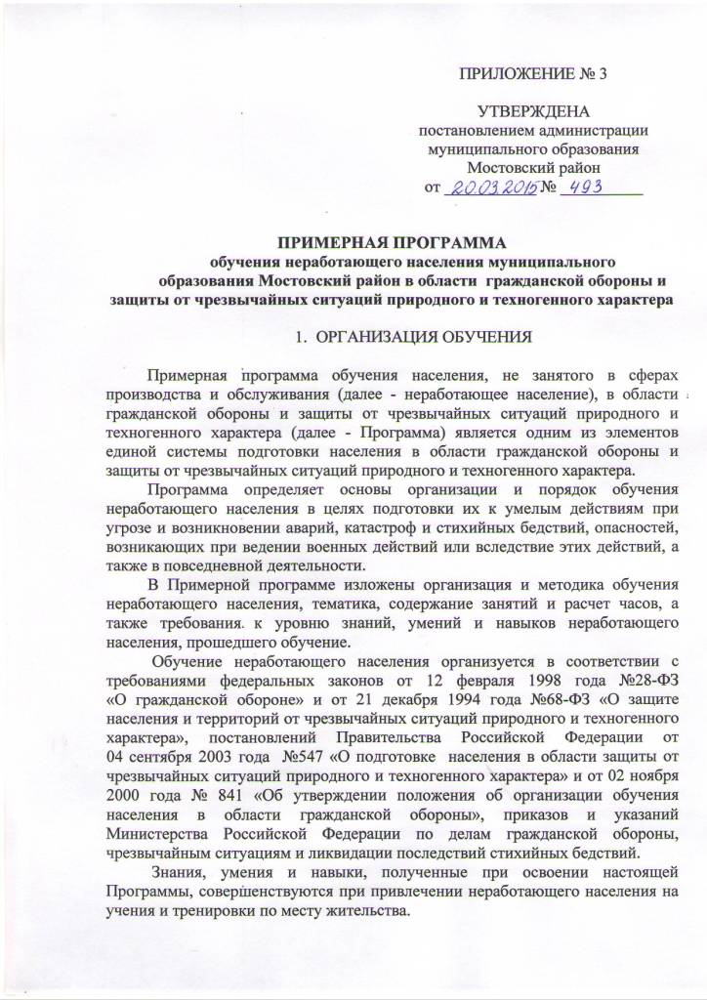 ПРИЛОЖЕНИЕ № 3
УТВЕРЖДЕНА
постановлением администрации
муниципального образования
Мостовский район
от 20.03.2015 № 493
ПРИМЕРНАЯ ПРОГРАММА
обучения неработающего населения муниципального
образования Мостовский район в области гражданской обороны и
защиты от чрезвычайных ситуаций природного и техногенного характера
1. ОРГАНИЗАЦИЯ ОБУЧЕНИЯ
Примерная программа обучения населения, не занятого в сферах
производства и обслуживания (далее - неработающее население), в области
гражданской обороны и защиты от чрезвычайных ситуаций природного и
техногенного характера (далее - Программа) является одним из элементов
единой системы подготовки населения в области гражданской обороны и
защиты от чрезвычайных ситуаций природного и техногенного характера.
Программа определяет основы организации и порядок обучения
неработающего населения в целях подготовки их к умелым действиям при
угрозе и возникновении аварий, катастроф и стихийных бедствий, опасностей,
возникающих при ведении военных действий или вследствие этих действий, а
также в повседневной деятельности.
В Примерной программе изложены организация и методика обучения
неработающего населения, тематика, содержание занятий и расчет часов, а
также требования к уровню знаний, умений и навыков неработающего
населения, прошедшего обучение.
Обучение неработающего населения организуется в соответствии с
требованиями федеральных законов от 12 февраля 1998 года №28-ФЗ
«О гражданской обороне» и от 21 декабря 1994 года №68-ФЗ «О защите
населения и территорий от чрезвычайных ситуаций природного и техногенного
характера», постановлений Правительства Российской Федерации от
04 сентября 2003 года №547 «О подготовке населения в области защиты от
чрезвычайных ситуаций природного и техногенного характера» и от 02 ноября
2000 года № 841 «Об утверждении положения об организации обучения
населения в области гражданской обороны», приказов и указаний
Министерства Российской Федерации по делам гражданской обороны,
чрезвычайным ситуациям и ликвидации последствий стихийных бедствий.
Знания, умения и навыки, полученные при освоении настоящей
Программы, совершенствуются при привлечении неработающего населения на
учения и тренировки по месту жительства.